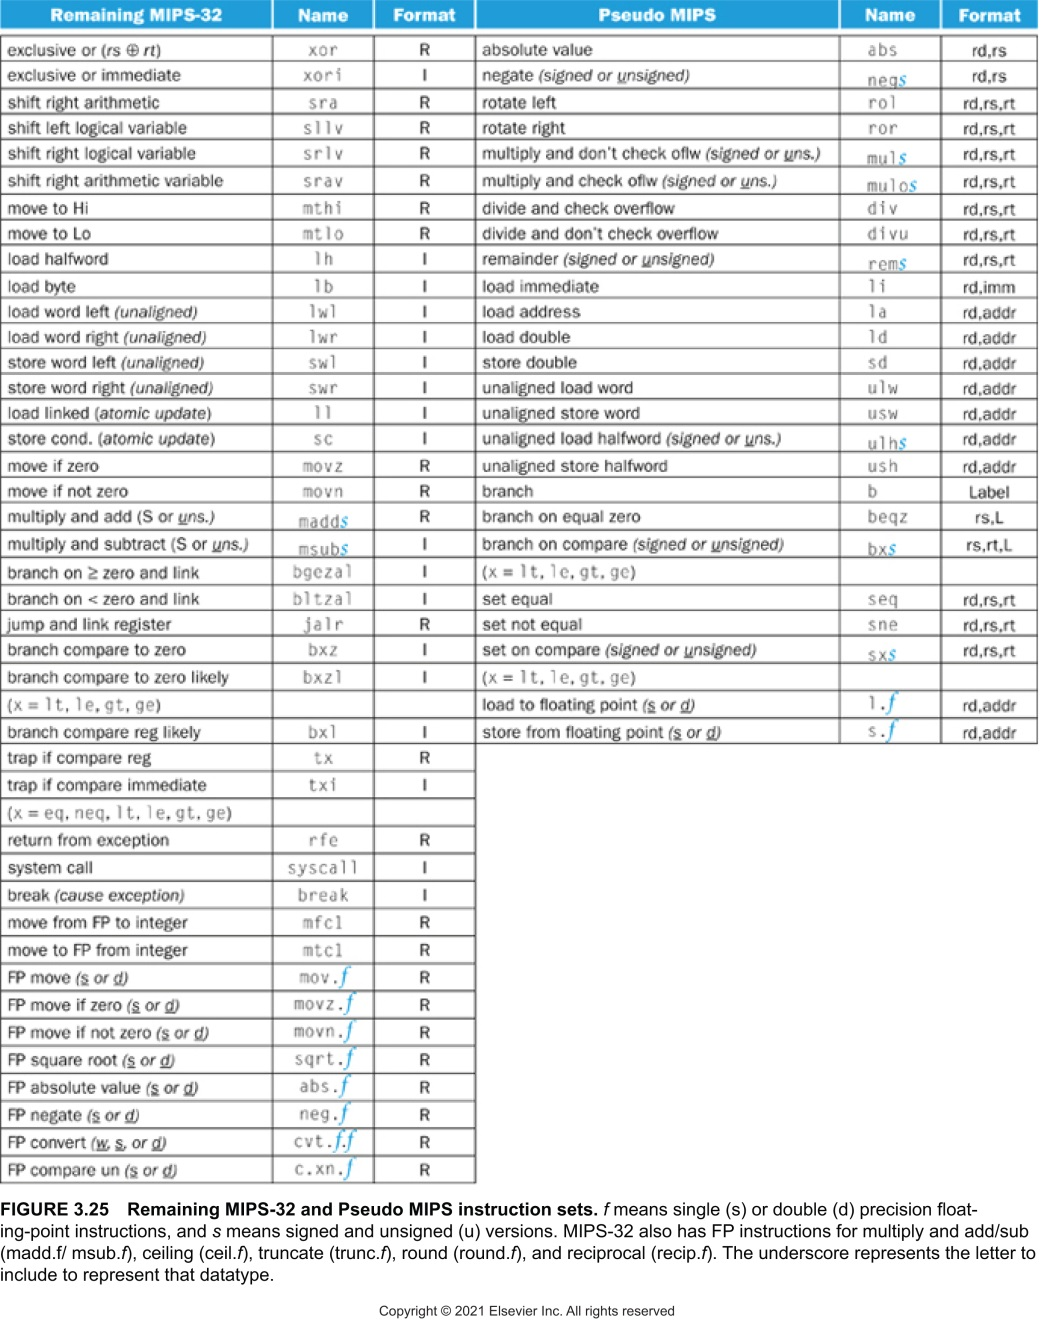 Remaining MIPS-32 Name Format Pseudo MIPS Name Format
exclusive or (rs ⊕ rt) xor R absolute value abs rd,rs
exclusive or immediate xori I negate (signed or unsigned) negs rd,rs
shift right arithmetic sra R rotate left rol rd,rs,rt
shift left logical variable sllv R rotate right ror rd,rs,rt
shift right logical variable srlv R multiply and don't check oflw (signed or uns.) muls rd,rs,rt
shift right arithmetic variable srav R multiply and check oflw (signed or uns.) mulos rd,rs,rt
move to Hi mthi R divide and check overflow div rd,rs,rt
move to Lo mtlo R divide and don't check overflow divu rd,rs,rt
load halfword lh I remainder (signed or unsigned) rems rd,rs,rt
load byte lb I load immediate li rd,imm
load word left (unaligned) lwl I load address la rd,addr
load word right (unaligned) lwr I load double ld rd,addr
store word left (unaligned) swl I store double sd rd,addr
store word right (unaligned) swr I unaligned load word ulw rd,addr
load linked (atomic update) ll I unaligned store word usw rd,addr
store cond. (atomic update) sc I unaligned load halfword (signed or uns.) ulhs rd,addr
move if zero movz R unaligned store halfword ush rd,addr
move if not zero movn R branch b Label
multiply and add (S or uns.) madds R branch on equal zero beqz rs,L
multiply and subtract (S or uns.) msubs I branch on compare (signed or unsigned) bxs rs,rt,L
branch on ≥ zero and link bgezal I (x = lt, le, gt, ge)
branch on < zero and link bltzal I set equal seq rd,rs,rt
jump and link register jalr R set not equal sne rd,rs,rt
branch compare to zero bxz I set on compare (signed or unsigned) sxs rd,rs,rt
branch compare to zero likely bxzl I (x = lt, le, gt, ge)
(x = lt, le, gt, ge) load to floating point (s or d) l.f rd,addr
branch compare reg likely bxl I store from floating point (s or d) s.f rd,addr
trap if compare reg tx R
trap if compare immediate txi I
(x = eq, neq, lt, le, gt, ge)
return from exception rfe R
system call syscall I
break (cause exception) break I
move from FP to integer mfc1 R
move to FP from integer mtc1 R
FP move (s or d) mov.f R
FP move if zero (s or d) movz.f R
FP move if not zero (s or d) movn.f R
FP square root (s or d) sqrt.f R
FP absolute value (s or d) abs.f R
FP negate (s or d) neg.f R
FP convert (w, s, or d) cvt.f.f R
FP compare un (s or d) c.xn.f R
FIGURE 3.25 Remaining MIPS-32 and Pseudo MIPS instruction sets. f means single (s) or double (d) precision float-
ing-point instructions, and s means signed and unsigned (u) versions. MIPS-32 also has FP instructions for multiply and add/sub
(madd.f/ msub.f), ceiling (ceil.f), truncate (trunc.f), round (round.f), and reciprocal (recip.f). The underscore represents the letter to
include to represent that datatype.
Copyright © 2021 Elsevier Inc. All rights reserved